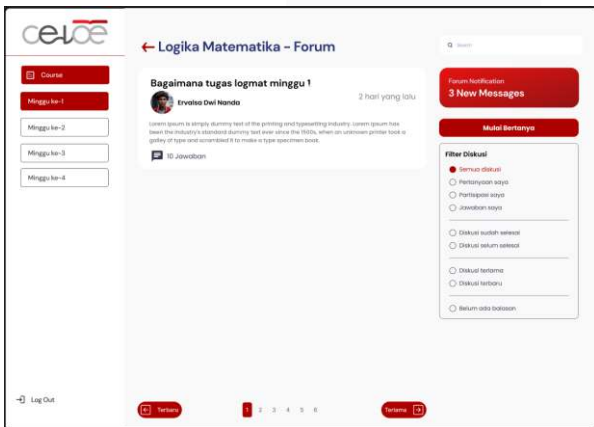 celoe
Course
Minggu ke-1
Minggu ke-2
Minggu ke-3
Minggu ke-4
Log Out
← Logika Matematika - Forum
Bagaimana tugas logmat minggu 1
Ervalsa Dwi Nanda
2 hari yang lalu
Lorem Ipsum is simply dummy text of the printing and typesetting industry. Lorem Ipsum has
been the industry's standard dummy text ever since the 1500s, when an unknown printer took a
galley of type and scrambled it to make a type specimen book.
10 Jawaban
Terbaru
1 2 3 4 5 6
Terlama
Search
Forum Notification
3 New Messages
Mulai Bertanya
Filter Diskusi
Semua diskusi
Pertanyaan saya
Partisipasi saya
Jawaban saya
Diskusi sudah selesai
Diskusi selum selesai
Diskusi terlama
Diskusi terbaru
Belum ada balasan